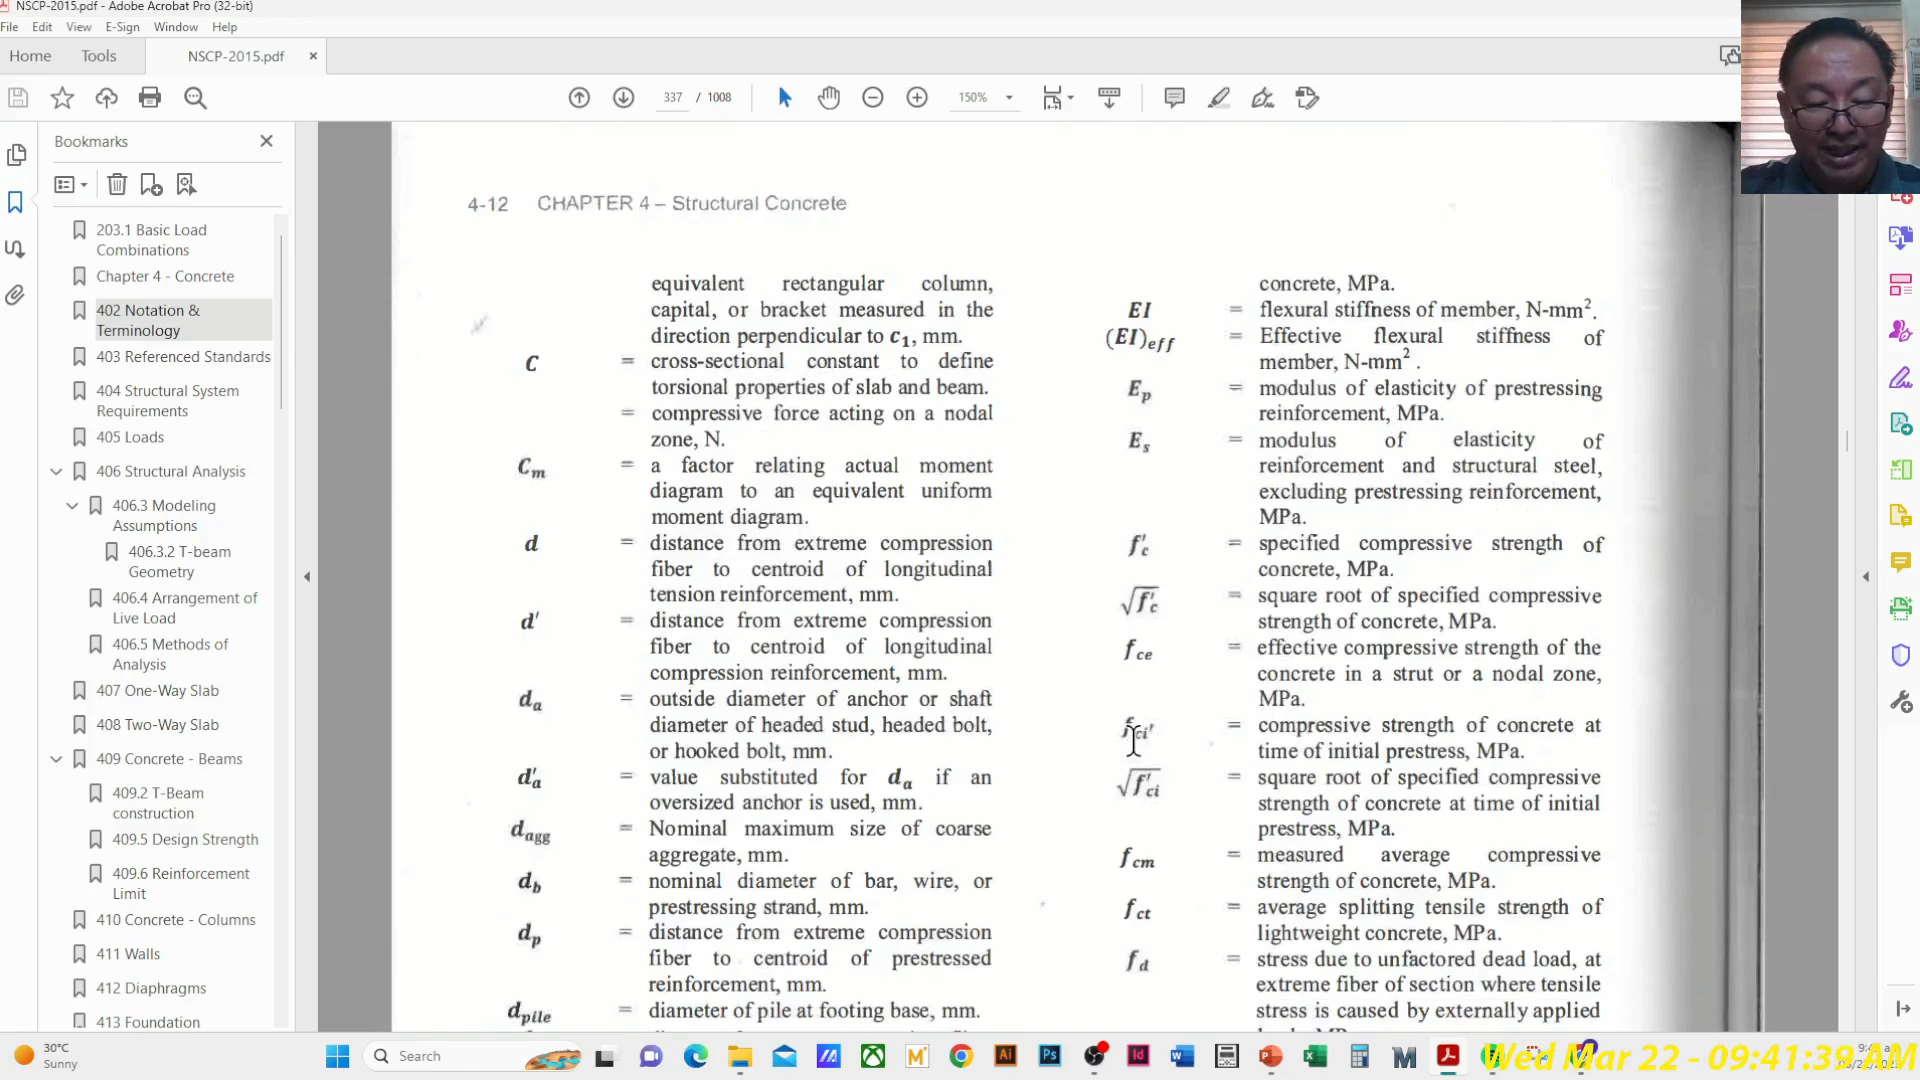 NSCP-2015.pdf - Adobe Acrobat Pro (32-bit)
File Edit View E-Sign Window Help
Home Tools NSCP-2015.pdf
337 / 1008 150%
Bookmarks
203.1 Basic Load
Combinations
Chapter 4 - Concrete
402 Notation &
Terminology
403 Referenced Standards
404 Structural System
Requirements
405 Loads
406 Structural Analysis
406.3 Modeling
Assumptions
406.3.2 T-beam
Geometry
406.4 Arrangement of
Live Load
406.5 Methods of
Analysis
407 One-Way Slab
408 Two-Way Slab
409 Concrete - Beams
409.2 T-Beam
construction
409.5 Design Strength
409.6 Reinforcement
Limit
410 Concrete - Columns
411 Walls
412 Diaphragms
413 Foundation
4-12 CHAPTER 4 – Structural Concrete
equivalent rectangular column,
capital, or bracket measured in the
direction perpendicular to c₁, mm.
C = cross-sectional constant to define
torsional properties of slab and beam.
= compressive force acting on a nodal
zone, N.
Cₘ = a factor relating actual moment
diagram to an equivalent uniform
moment diagram.
d = distance from extreme compression
fiber to centroid of longitudinal
tension reinforcement, mm.
d' = distance from extreme compression
fiber to centroid of longitudinal
compression reinforcement, mm.
dₐ = outside diameter of anchor or shaft
diameter of headed stud, headed bolt,
or hooked bolt, mm.
d'ₐ = value substituted for dₐ if an
oversized anchor is used, mm.
d_agg = Nominal maximum size of coarse
aggregate, mm.
d_b = nominal diameter of bar, wire, or
prestressing strand, mm.
d_p = distance from extreme compression
fiber to centroid of prestressed
reinforcement, mm.
d_pile = diameter of pile at footing base, mm.
concrete, MPa.
EI = flexural stiffness of member, N-mm².
(EI)_eff = Effective flexural stiffness of
member, N-mm² .
E_p = modulus of elasticity of prestressing
reinforcement, MPa.
E_s = modulus of elasticity of
reinforcement and structural steel,
excluding prestressing reinforcement,
MPa.
f'_c = specified compressive strength of
concrete, MPa.
√f'_c = square root of specified compressive
strength of concrete, MPa.
f_ce = effective compressive strength of the
concrete in a strut or a nodal zone,
MPa.
f_ci' = compressive strength of concrete at
time of initial prestress, MPa.
√f'_ci = square root of specified compressive
strength of concrete at time of initial
prestress, MPa.
f_cm = measured average compressive
strength of concrete, MPa.
f_ct = average splitting tensile strength of
lightweight concrete, MPa.
f_d = stress due to unfactored dead load, at
extreme fiber of section where tensile
stress is caused by externally applied
30°C
Sunny
Search
Wed Mar 22 - 09:41:39 AM